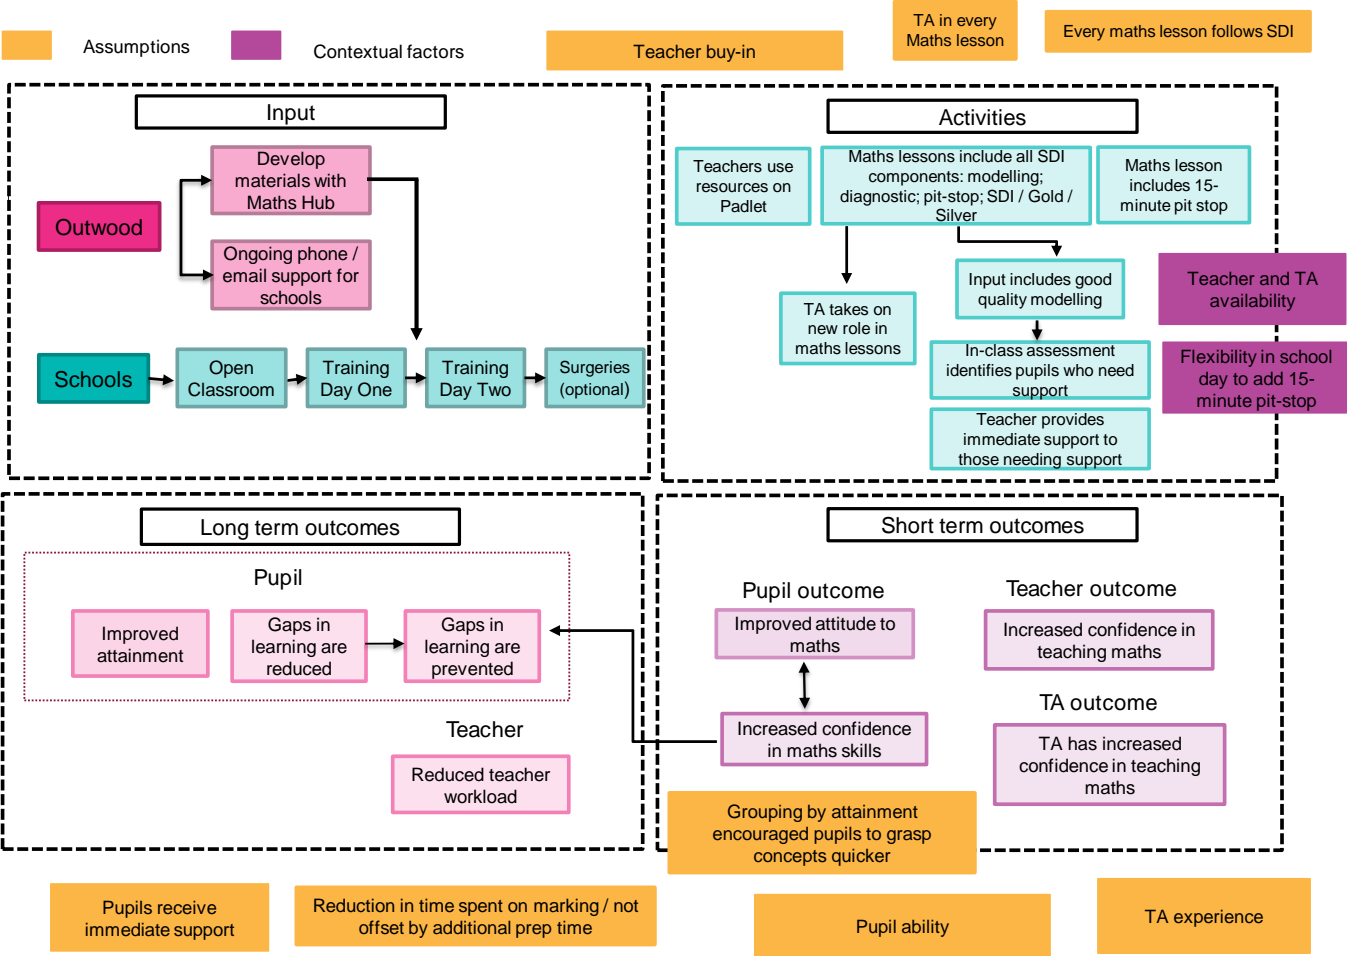 Assumptions
Contextual factors
Teacher buy-in
TA in every
Maths lesson
Every maths lesson follows SDI
Input
Develop
materials with
Maths Hub
Outwood
Ongoing phone /
email support for
schools
Schools
Open
Classroom
Training
Day One
Training
Day Two
Surgeries
(optional)
Activities
Teachers use
resources on
Padlet
Maths lessons include all SDI
components: modelling;
diagnostic; pit-stop; SDI / Gold /
Silver
Maths lesson
includes 15-
minute pit stop
TA takes on
new role in
maths lessons
Input includes good
quality modelling
In-class assessment
identifies pupils who need
support
Teacher provides
immediate support to
those needing support
Teacher and TA
availability
Flexibility in school
day to add 15-
minute pit-stop
Long term outcomes
Pupil
Improved
attainment
Gaps in
learning are
reduced
Gaps in
learning are
prevented
Teacher
Reduced teacher
workload
Short term outcomes
Pupil outcome
Improved attitude to
maths
Increased confidence
in maths skills
Teacher outcome
Increased confidence in
teaching maths
TA outcome
TA has increased
confidence in teaching
maths
Grouping by attainment
encouraged pupils to grasp
concepts quicker
Pupils receive
immediate support
Reduction in time spent on marking / not
offset by additional prep time
Pupil ability
TA experience